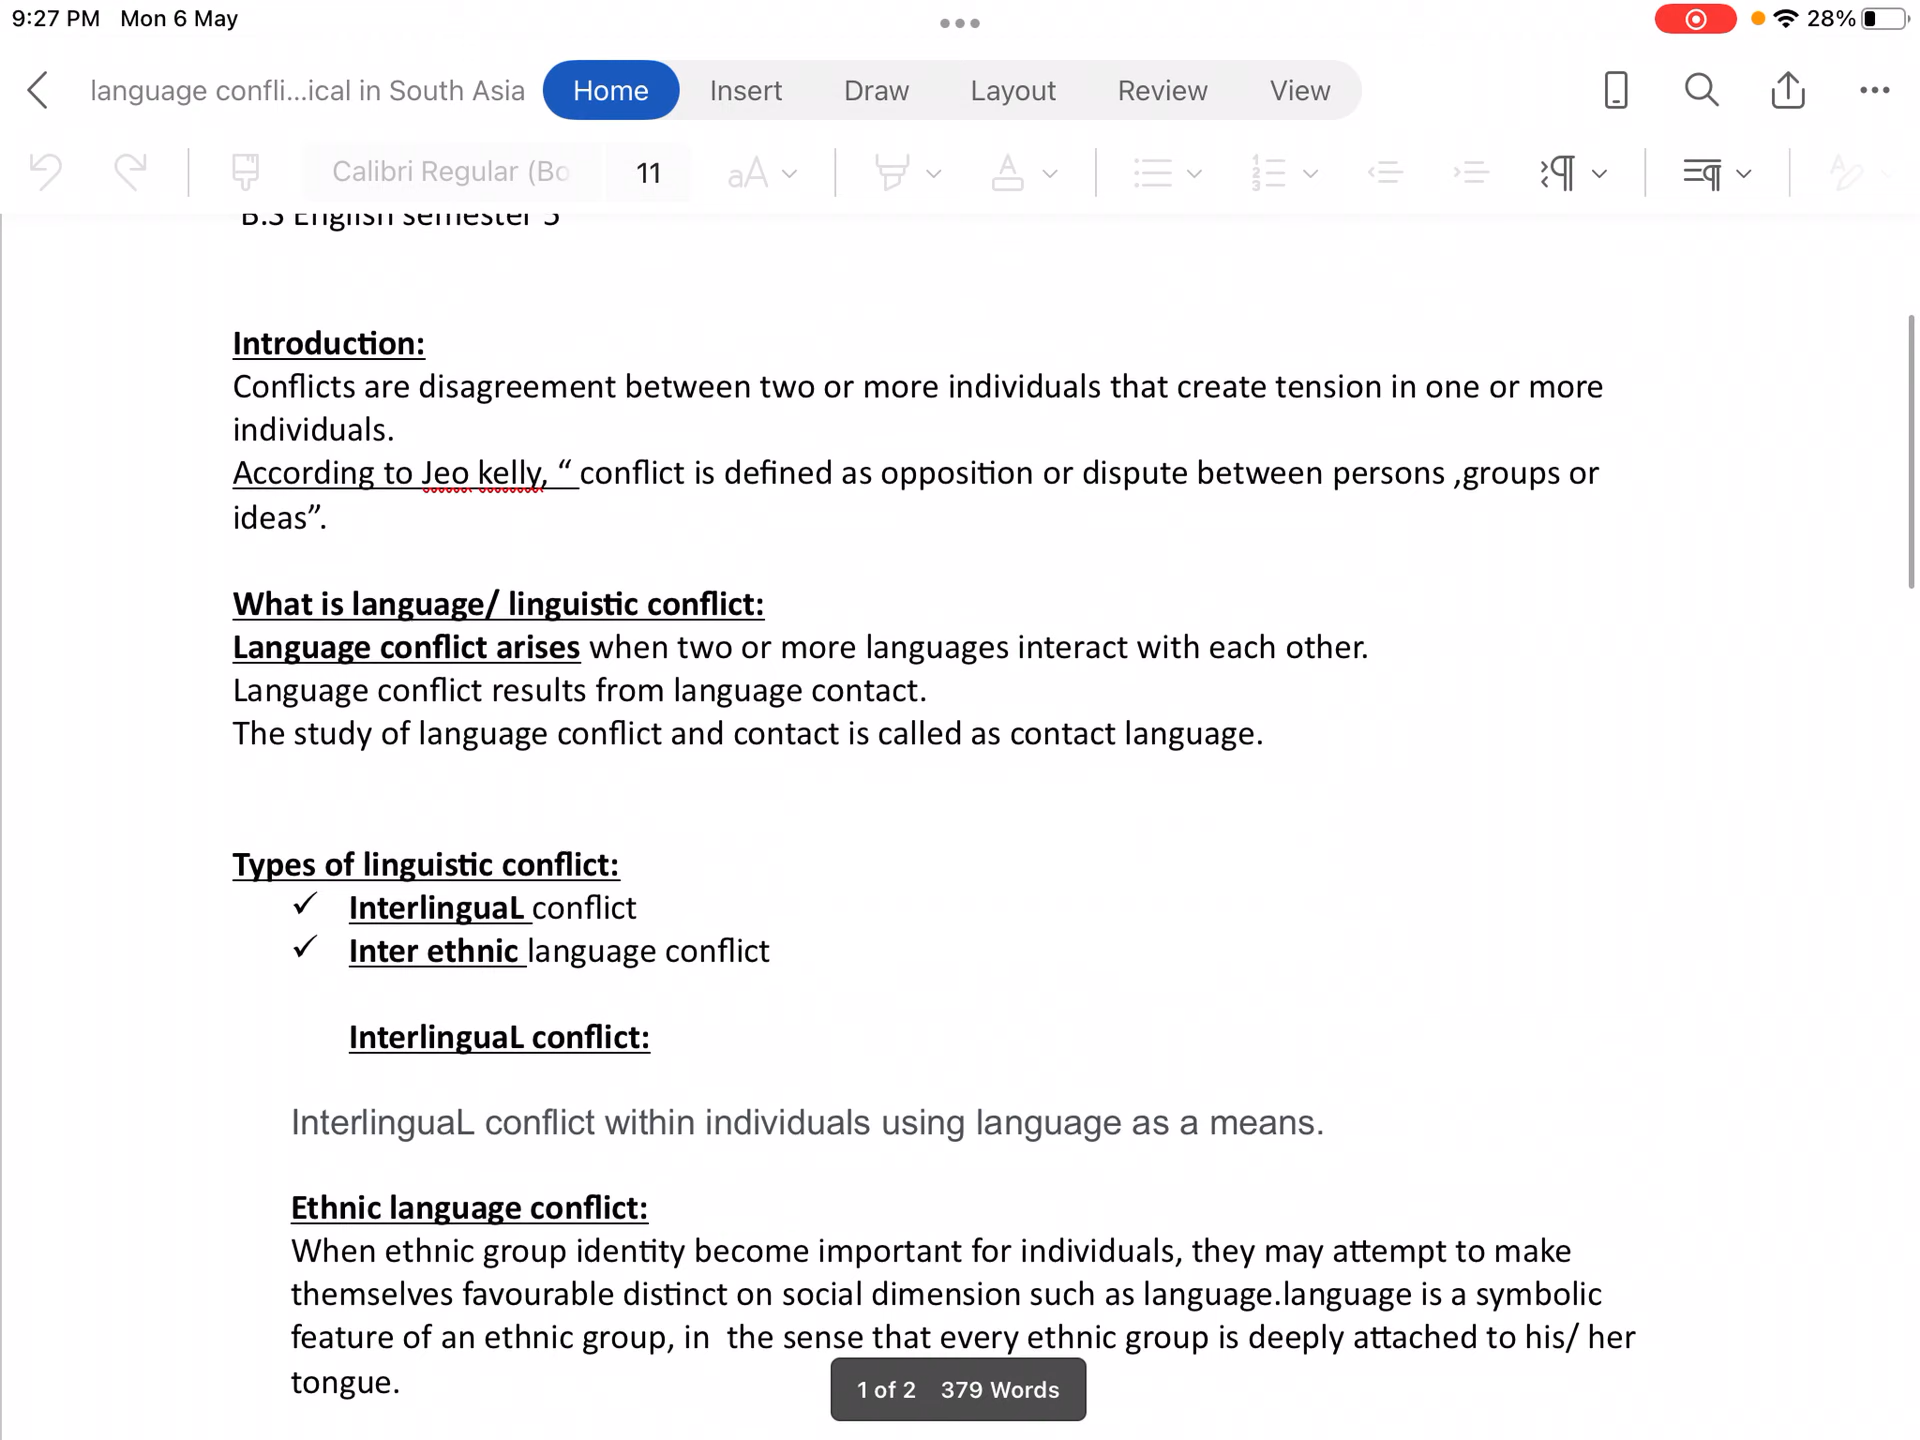 9:27 PM Mon 6 May
28%
language confli...ical in South Asia Home Insert Draw Layout Review View
Calibri Regular (Bo 11 aA A
B.S English semester 5
Introduction:
Conflicts are disagreement between two or more individuals that create tension in one or more
individuals.
According to Jeo kelly, “ conflict is defined as opposition or dispute between persons ,groups or
ideas”.
What is language/ linguistic conflict:
Language conflict arises when two or more languages interact with each other.
Language conflict results from language contact.
The study of language conflict and contact is called as contact language.
Types of linguistic conflict:
✓ InterlinguaL conflict
✓ Inter ethnic language conflict
InterlinguaL conflict:
InterlinguaL conflict within individuals using language as a means.
Ethnic language conflict:
When ethnic group identity become important for individuals, they may attempt to make
themselves favourable distinct on social dimension such as language.language is a symbolic
feature of an ethnic group, in  the sense that every ethnic group is deeply attached to his/ her
tongue.
1 of 2 379 Words